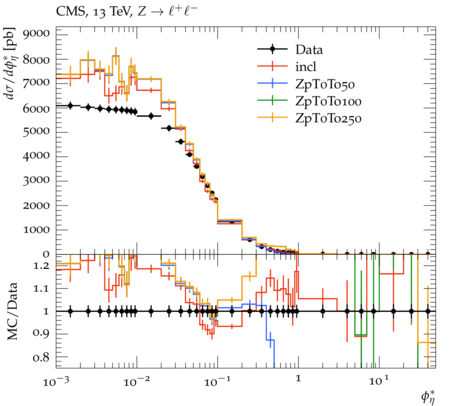 CMS, 13 TeV, Z → ℓ⁺ℓ⁻
dσ/dϕ*η [pb]
9000
8000
7000
6000
5000
4000
3000
2000
1000
0
Data
incl
ZpToTo50
ZpToTo100
ZpToTo250
MC/Data
1.2
1.1
1
0.9
0.8
10⁻³ 10⁻² 10⁻¹ 1 10¹
ϕ*η